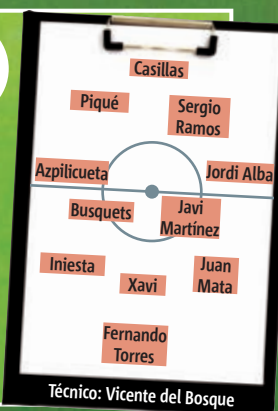 Casillas
Piqué
Sergio
Ramos
Azpilicueta
Jordi Alba
Busquets
Javi
Martínez
Iniesta
Xavi
Juan
Mata
Fernando
Torres
Técnico: Vicente del Bosque